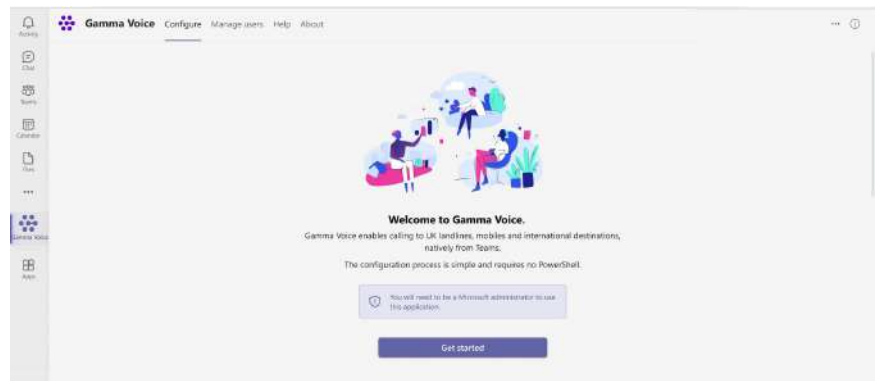 Activity
Gamma Voice Configure Manage users Help About
Chat
Teams
Calendar
Files
Gamma Voice
Apps
Welcome to Gamma Voice.
Gamma Voice enables calling to UK landlines, mobiles and international destinations,
natively from Teams.
The configuration process is simple and requires no PowerShell.
You will need to be a Microsoft administrator to use
this application.
Get started